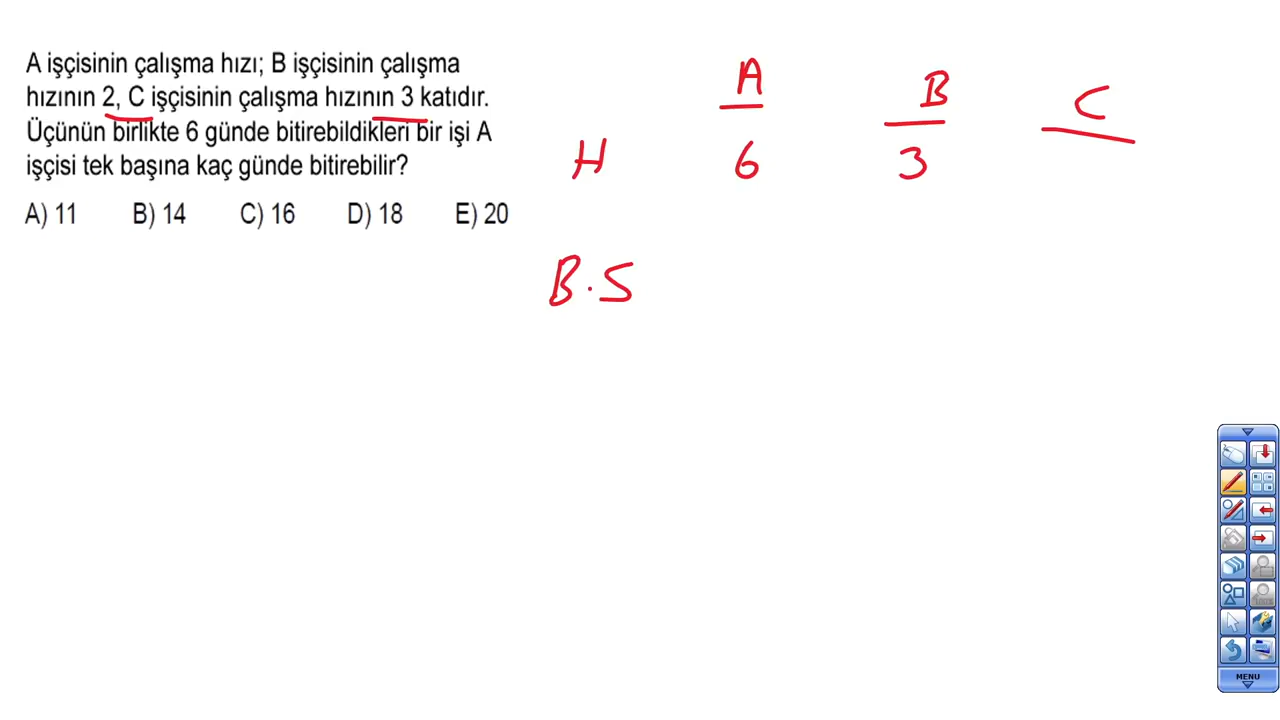 A işçisinin çalışma hızı; B işçisinin çalışma
hızının 2, C işçisinin çalışma hızının 3 katıdır.
Üçünün birlikte 6 günde bitirebildikleri bir işi A
işçisi tek başına kaç günde bitirebilir?
A) 11 B) 14 C) 16 D) 18 E) 20
A B C
H 6 3
B.S
MENU